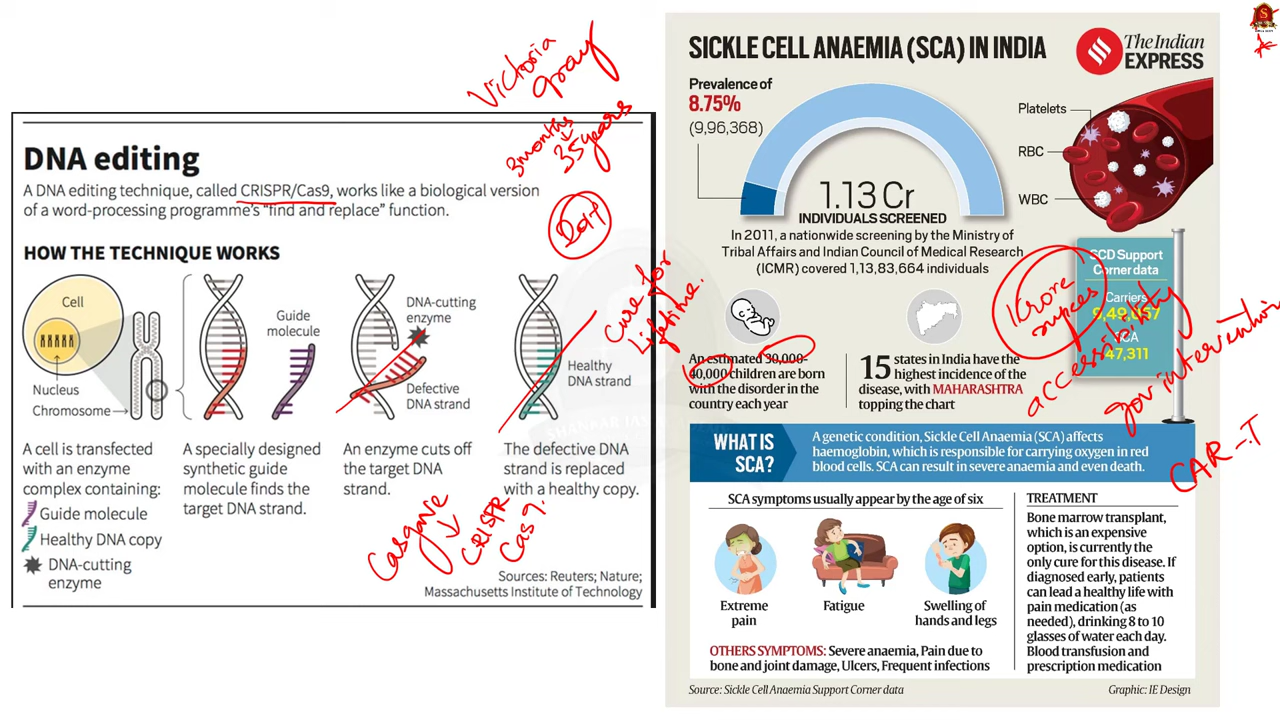 DNA editing
A DNA editing technique, called CRISPR/Cas9, works like a biological version
of a word-processing programme's "find and replace" function.
HOW THE TECHNIQUE WORKS
Cell
Nucleus
Chromosome
Guide
molecule
DNA-cutting
enzyme
Defective
DNA strand
Healthy
DNA strand
A cell is transfected
with an enzyme
complex containing:
Guide molecule
Healthy DNA copy
DNA-cutting
enzyme
A specially designed
synthetic guide
molecule finds the
target DNA strand.
An enzyme cuts off
the target DNA
strand.
The defective DNA
strand is replaced
with a healthy copy.
Sources: Reuters; Nature;
Massachusetts Institute of Technology
Victoria
Gray
3 months
35 years
Cure for
lifetime.
CRISPR
Cas9.
SICKLE CELL ANAEMIA (SCA) IN INDIA
The Indian
EXPRESS
Prevalence of
8.75%
(9,96,368)
1.13 Cr
INDIVIDUALS SCREENED
In 2011, a nationwide screening by the Ministry of
Tribal Affairs and Indian Council of Medical Research
(ICMR) covered 1,13,83,664 individuals
Platelets
RBC
WBC
SCD Support
Corner data
Carriers
47,311
1 Krore
rupees
accessibility
gov intervention
CAR-T
An estimated 30,000-
40,000 children are born
with the disorder in the
country each year
15 states in India have the
highest incidence of the
disease, with MAHARASHTRA
topping the chart
WHAT IS
SCA?
A genetic condition, Sickle Cell Anaemia (SCA) affects
haemoglobin, which is responsible for carrying oxygen in red
blood cells. SCA can result in severe anaemia and even death.
SCA symptoms usually appear by the age of six
Extreme
pain
Fatigue
Swelling of
hands and legs
OTHERS SYMPTOMS: Severe anaemia, Pain due to
bone and joint damage, Ulcers, Frequent infections
TREATMENT
Bone marrow transplant,
which is an expensive
option, is currently the
only cure for this disease. If
diagnosed early, patients
can lead a healthy life with
pain medication (as
needed), drinking 8 to 10
glasses of water each day.
Blood transfusion and
prescription medication
Source: Sickle Cell Anaemia Support Corner data
Graphic: IE Design